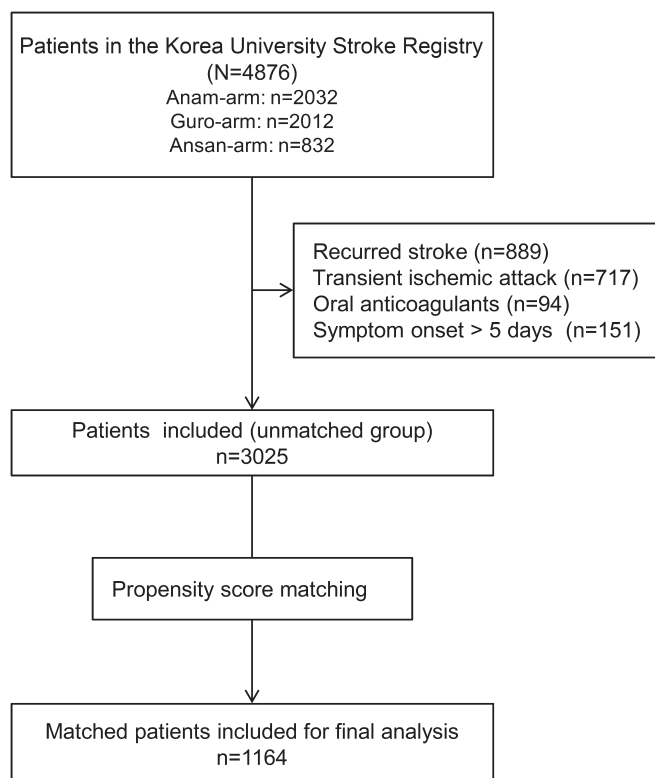 Patients in the Korea University Stroke Registry
(N=4876)
Anam-arm: n=2032
Guro-arm: n=2012
Ansan-arm: n=832
Recurred stroke (n=889)
Transient ischemic attack (n=717)
Oral anticoagulants (n=94)
Symptom onset > 5 days (n=151)
Patients included (unmatched group)
n=3025
Propensity score matching
Matched patients included for final analysis
n=1164